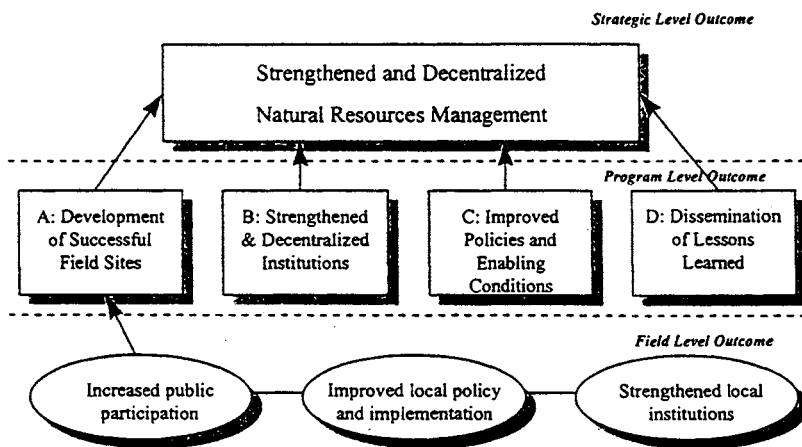 Strategic Level Outcome
Strengthened and Decentralized
Natural Resources Management
Program Level Outcome
A: Development
of Successful
Field Sites
B: Strengthened
& Decentralized
Institutions
C: Improved
Policies and
Enabling
Conditions
D: Dissemination
of Lessons
Learned
Field Level Outcome
Increased public
participation
Improved local policy
and implementation
Strengthened local
institutions